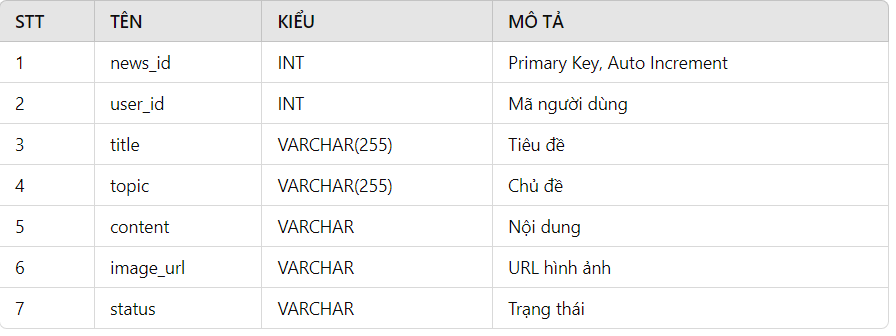 STT TÊN KIỂU MÔ TẢ
1 news_id INT Primary Key, Auto Increment
2 user_id INT Mã người dùng
3 title VARCHAR(255) Tiêu đề
4 topic VARCHAR(255) Chủ đề
5 content VARCHAR Nội dung
6 image_url VARCHAR URL hình ảnh
7 status VARCHAR Trạng thái